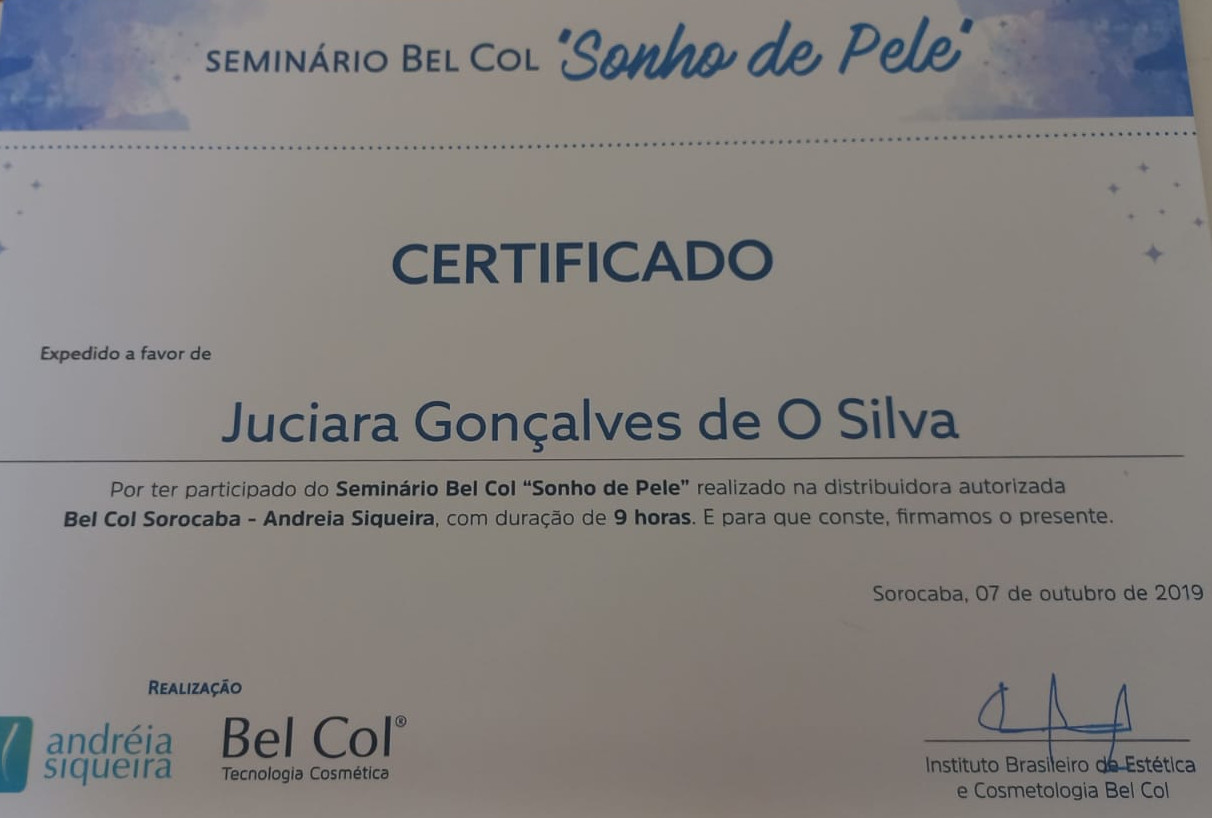 SEMINÁRIO BEL COL "Sonho de Pele"
CERTIFICADO
Expedido a favor de
Juciara Gonçalves de O Silva
Por ter participado do Seminário Bel Col “Sonho de Pele” realizado na distribuidora autorizada
Bel Col Sorocaba - Andreia Siqueira, com duração de 9 horas. E para que conste, firmamos o presente.
Sorocaba, 07 de outubro de 2019
REALIZAÇÃO
andréia
siqueira
Bel Col®
Tecnologia Cosmética
Instituto Brasileiro de Estética
e Cosmetologia Bel Col